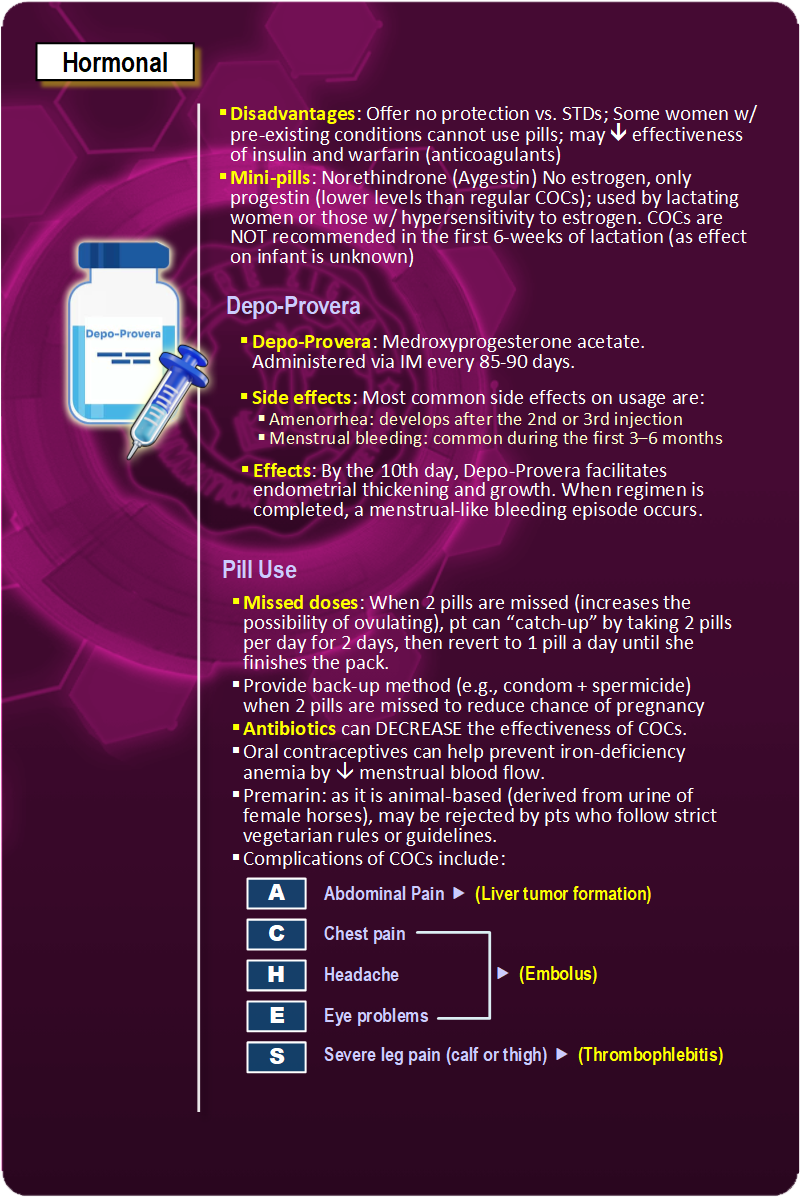 Hormonal
▪ Disadvantages: Offer no protection vs. STDs; Some women w/
pre-existing conditions cannot use pills; may ↓ effectiveness
of insulin and warfarin (anticoagulants)
▪ Mini-pills: Norethindrone (Aygestin) No estrogen, only
progestin (lower levels than regular COCs); used by lactating
women or those w/ hypersensitivity to estrogen. COCs are
NOT recommended in the first 6-weeks of lactation (as effect
on infant is unknown)
Depo-Provera
Depo-Provera
▪ Depo-Provera: Medroxyprogesterone acetate.
Administered via IM every 85-90 days.
▪ Side effects: Most common side effects on usage are:
▪ Amenorrhea: develops after the 2nd or 3rd injection
▪ Menstrual bleeding: common during the first 3–6 months
▪ Effects: By the 10th day, Depo-Provera facilitates
endometrial thickening and growth. When regimen is
completed, a menstrual-like bleeding episode occurs.
Pill Use
▪ Missed doses: When 2 pills are missed (increases the
possibility of ovulating), pt can “catch-up” by taking 2 pills
per day for 2 days, then revert to 1 pill a day until she
finishes the pack.
▪ Provide back-up method (e.g., condom + spermicide)
when 2 pills are missed to reduce chance of pregnancy
▪ Antibiotics can DECREASE the effectiveness of COCs.
▪ Oral contraceptives can help prevent iron-deficiency
anemia by ↓ menstrual blood flow.
▪ Premarin: as it is animal-based (derived from urine of
female horses), may be rejected by pts who follow strict
vegetarian rules or guidelines.
▪ Complications of COCs include:
A Abdominal Pain ▶ (Liver tumor formation)
C Chest pain
H Headache ▶ (Embolus)
E Eye problems
S Severe leg pain (calf or thigh) ▶ (Thrombophlebitis)